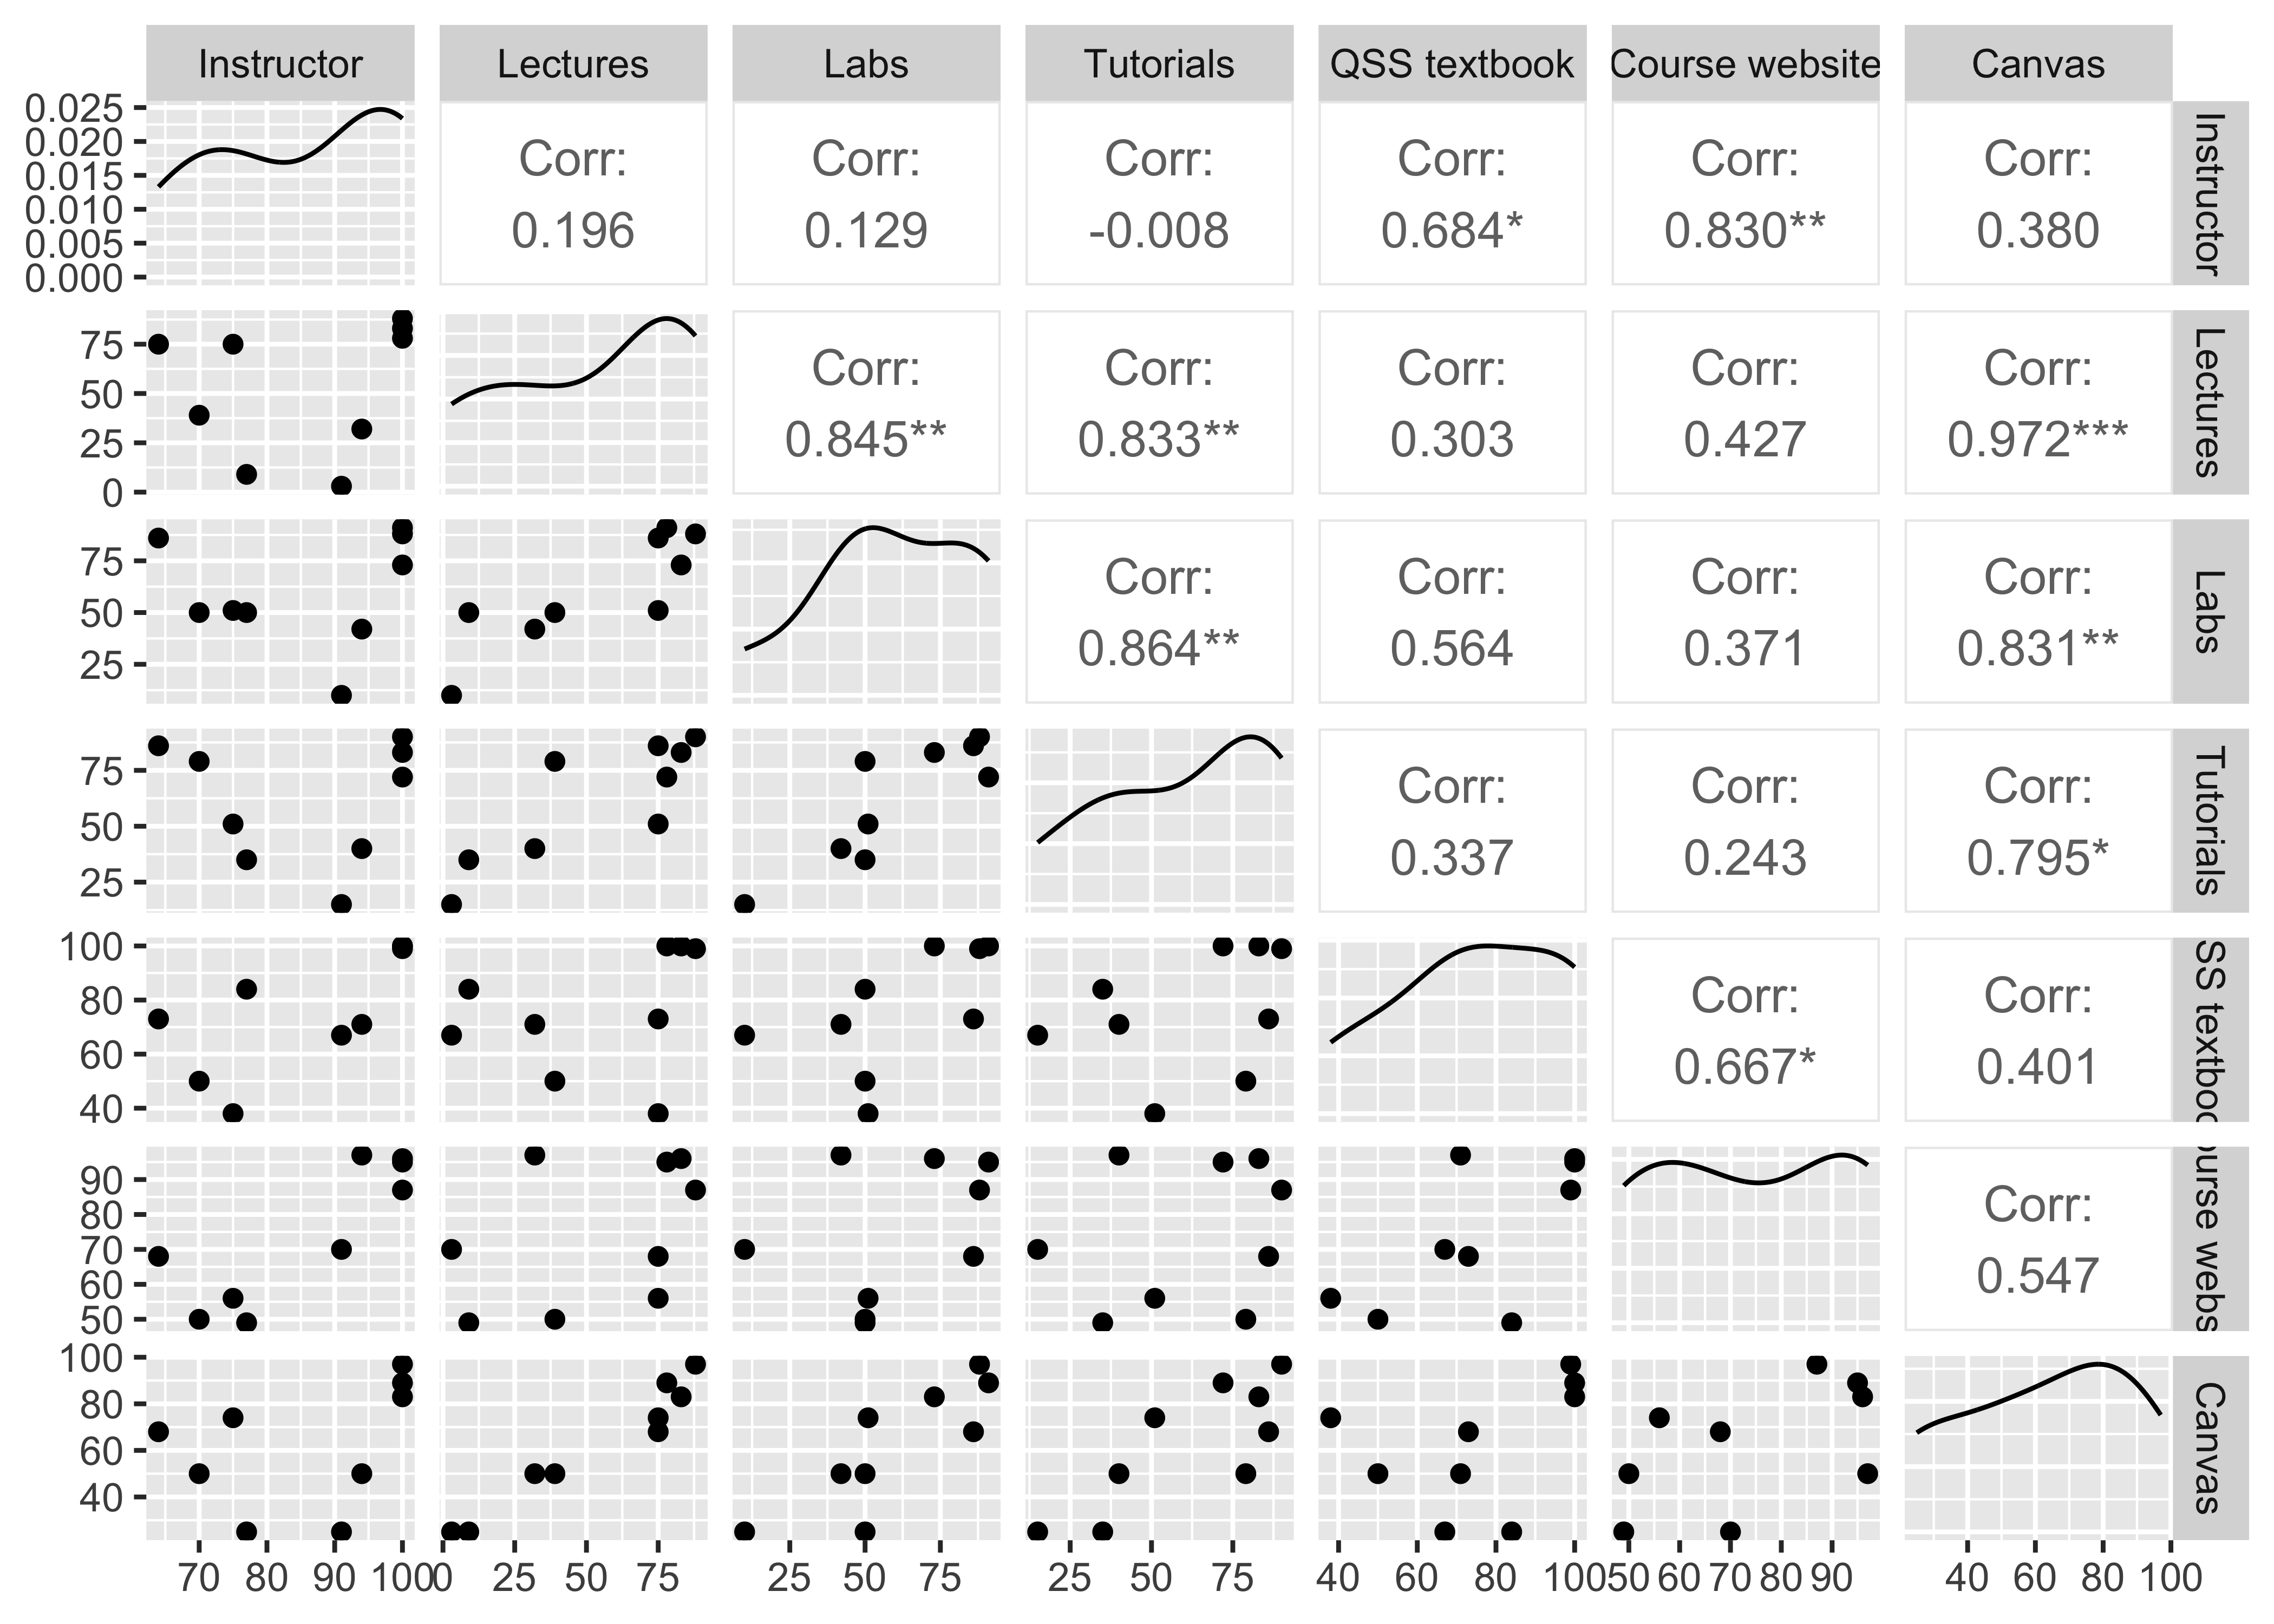 Instructor Lectures Labs Tutorials QSS textbook Course website Canvas
0.025
0.020
0.015
0.010
0.005
0.000
Corr: Corr: Corr: Corr: Corr: Corr:
0.196 0.129 -0.008 0.684* 0.830** 0.380
Instructor
75
50
25
0
Corr: Corr: Corr: Corr: Corr:
0.845** 0.833** 0.303 0.427 0.972***
Lectures
75
50
25
Corr: Corr: Corr: Corr:
0.864** 0.564 0.371 0.831**
Labs
75
50
25
Corr: Corr: Corr:
0.337 0.243 0.795*
Tutorials
100
80
60
40
Corr: Corr:
0.667* 0.401
SS textboo
90
80
70
60
50
Corr:
0.547
ourse webs
100
80
60
40
Canvas
70 80 90 100 0 25 50 75 25 50 75 25 50 75 40 60 80 100 50 60 70 80 90 40 60 80 100